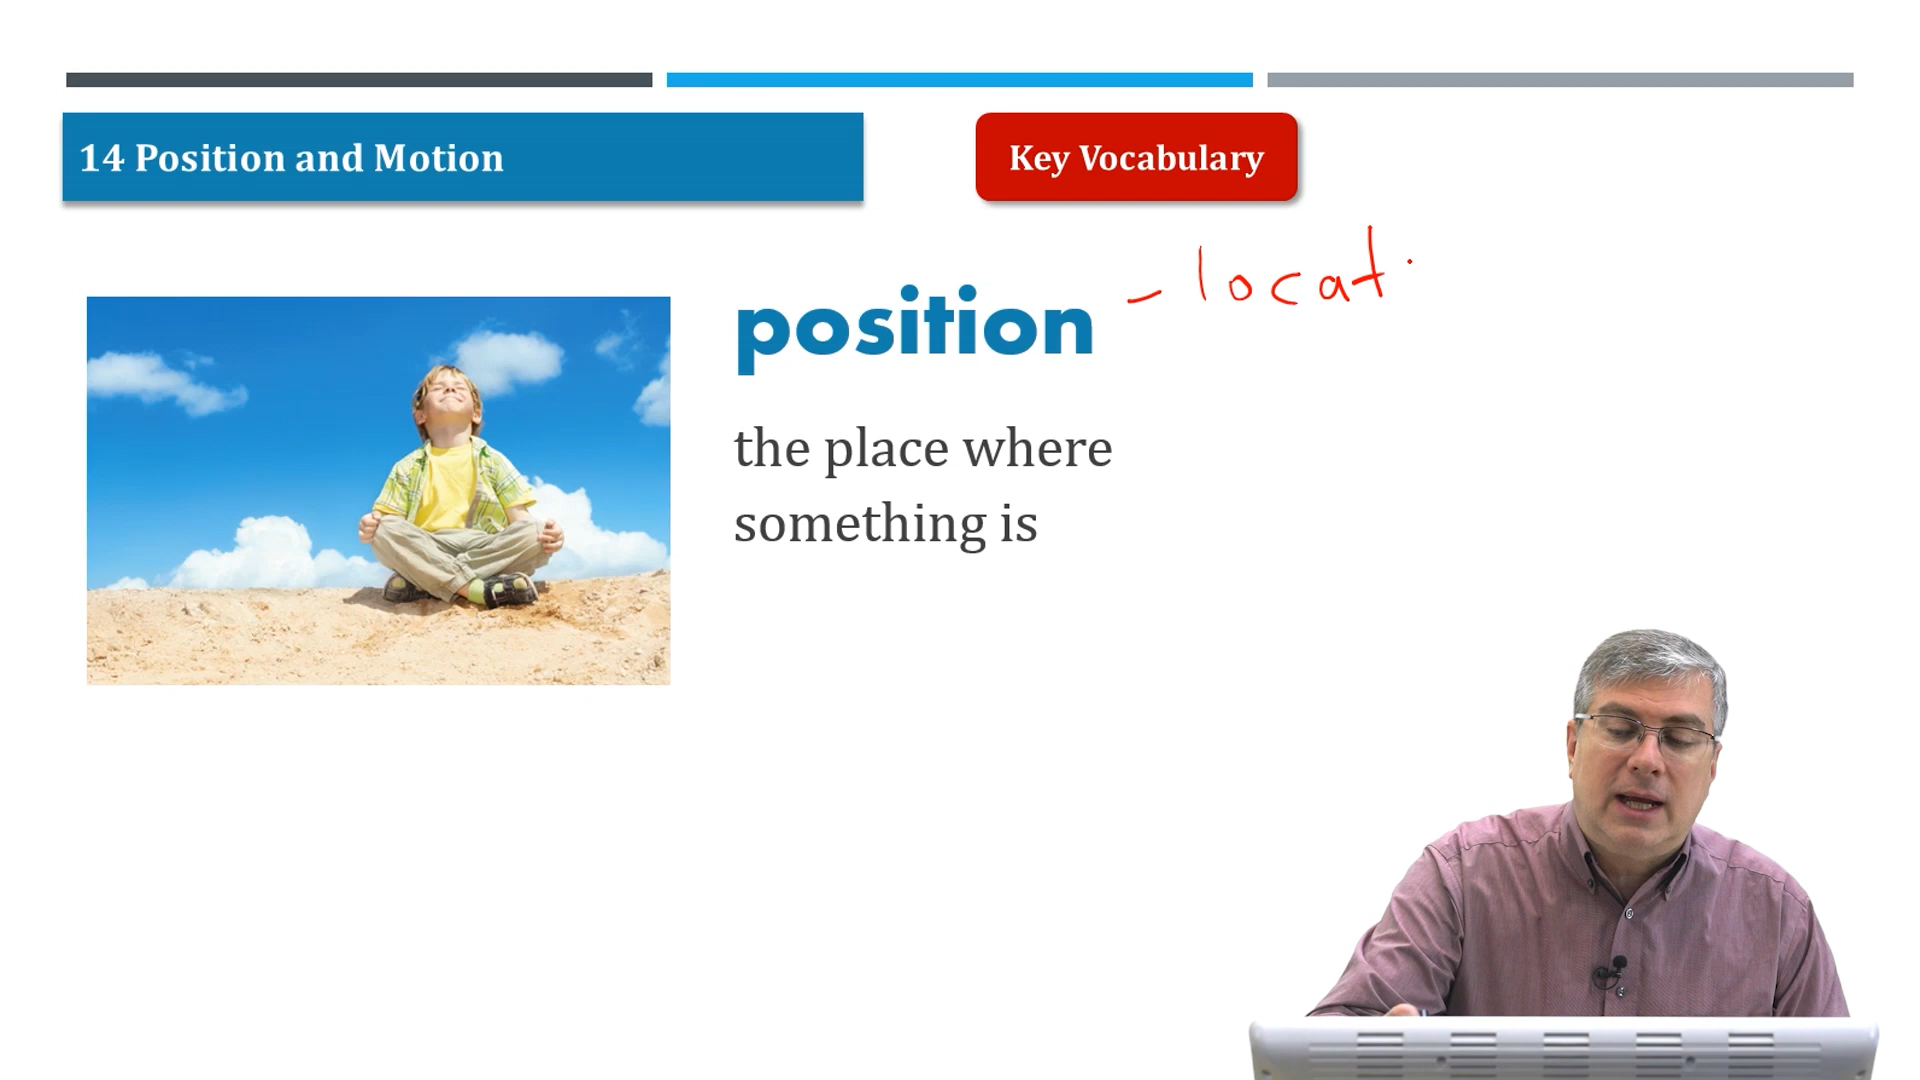 14 Position and Motion
Key Vocabulary
position - locat
the place where
something is